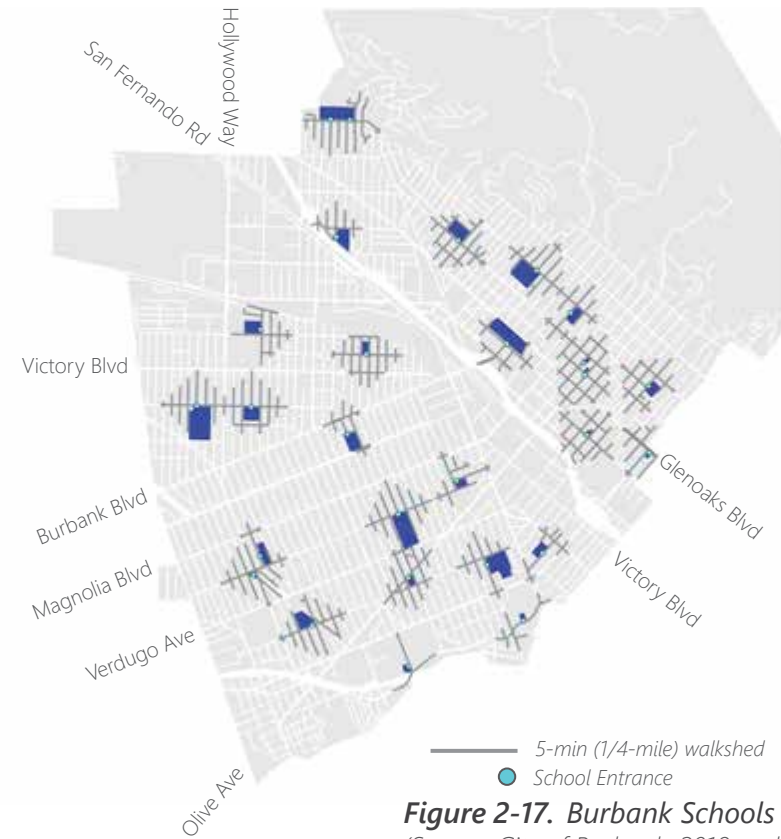 Hollywood Way
San Fernando Rd
Victory Blvd
Burbank Blvd
Magnolia Blvd
Verdugo Ave
Olive Ave
Glenoaks Blvd
Victory Blvd
5-min (1/4-mile) walkshed
School Entrance
Figure 2-17. Burbank Schools